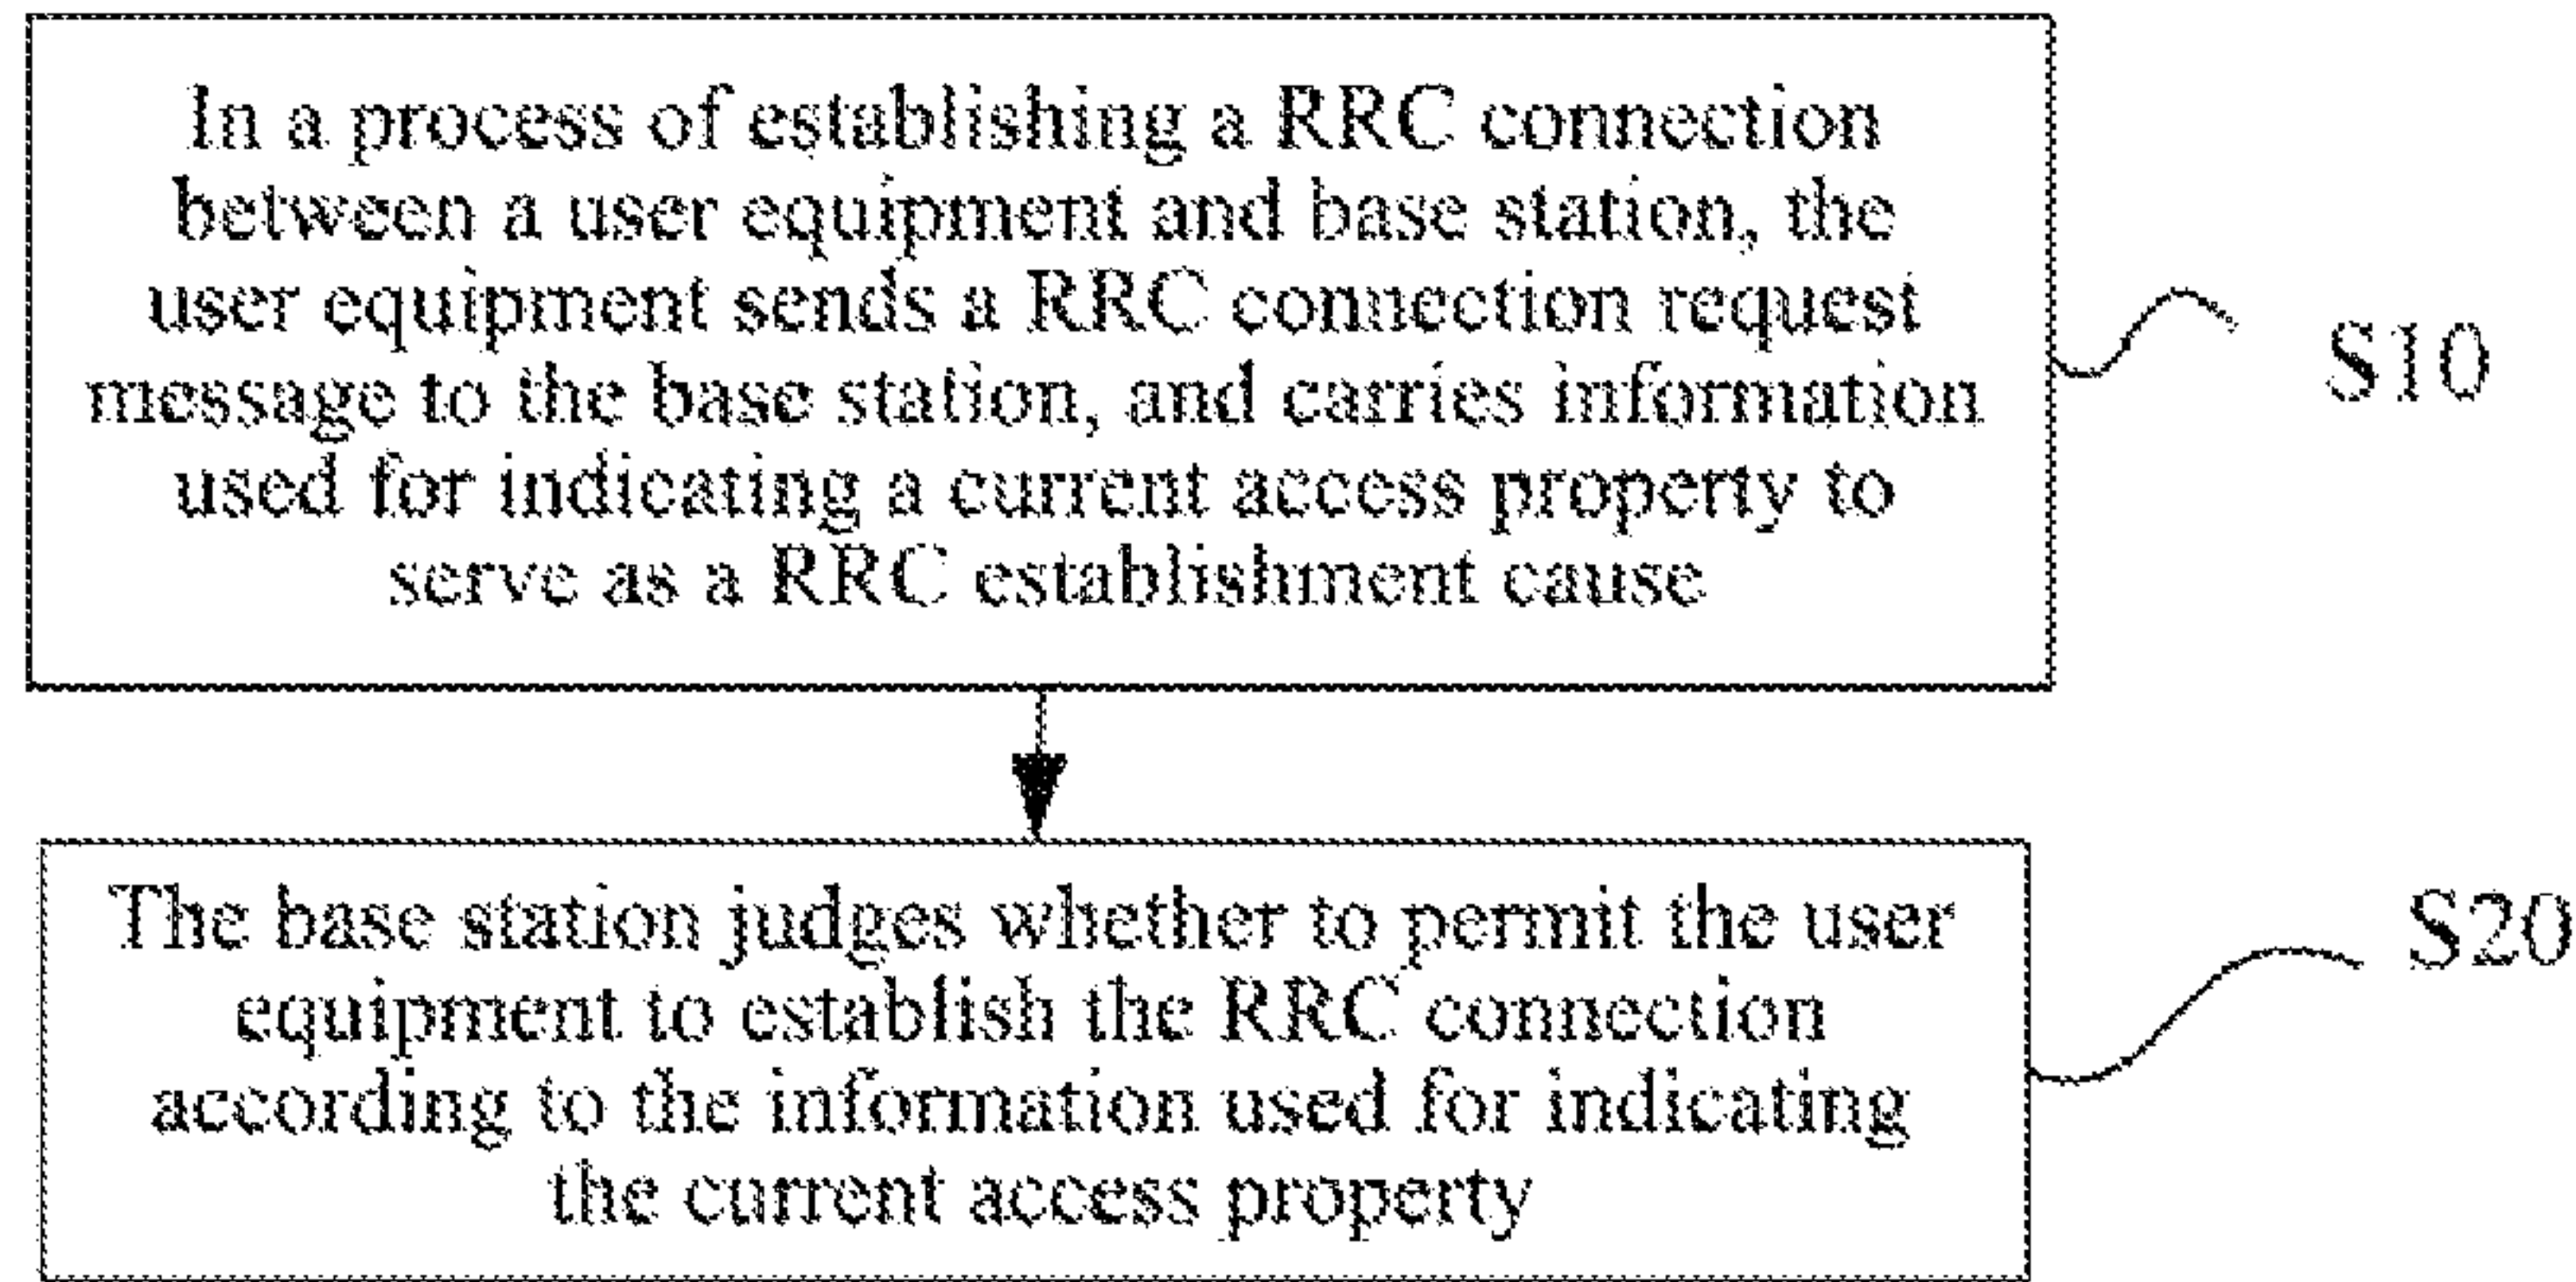 In a process of establishing a RRC connection
between a user equipment and base station, the
user equipment sends a RRC connection request
message to the base station, and carries information
used for indicating a current access property to
serve as a RRC establishment cause
S10
The base station judges whether to permit the user
equipment to establish the RRC connection
according to the information used for indicating
the current access property
S20